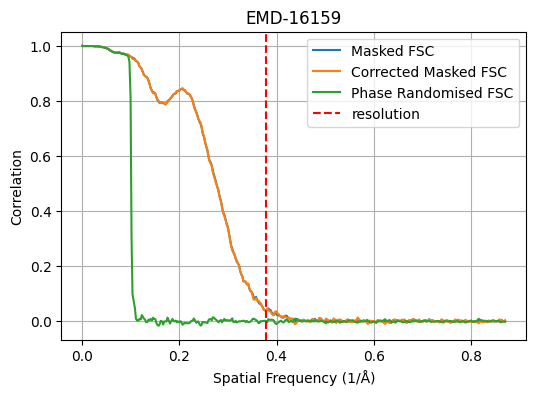 EMD-16159
1.0
0.8
0.6
0.4
0.2
0.0
Correlation
Masked FSC
Corrected Masked FSC
Phase Randomised FSC
resolution
0.0 0.2 0.4 0.6 0.8
Spatial Frequency (1/Å)